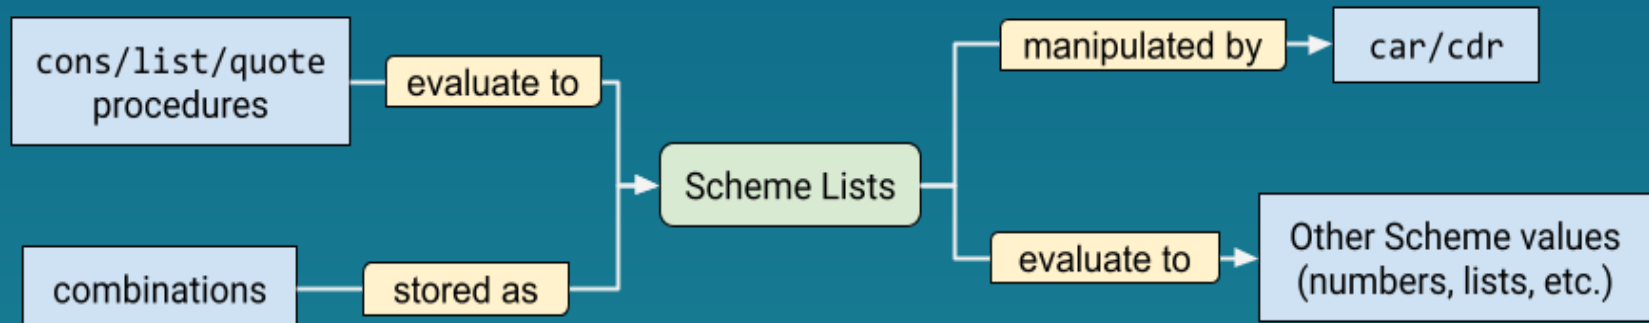 cons/list/quote
procedures
evaluate to
combinations
stored as
Scheme Lists
manipulated by
car/cdr
evaluate to
Other Scheme values
(numbers, lists, etc.)